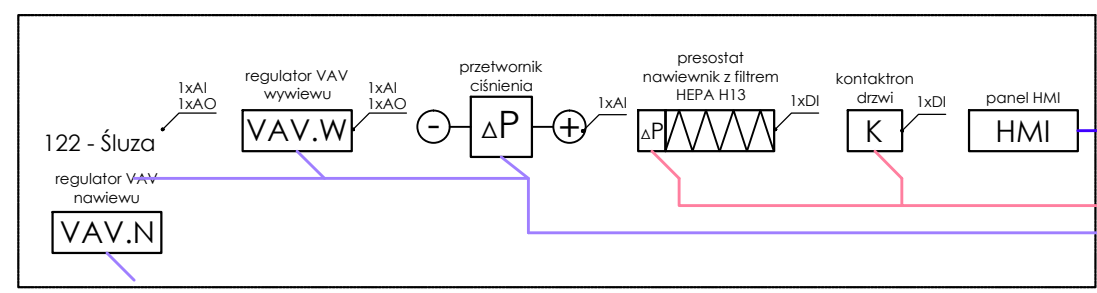 122 - Śluza
1xAI
1xAO
regulator VAV
nawiewu
VAV.N
regulator VAV
wywiewu
VAV.W
1xAI
1xAO
przetwornik
ciśnienia
-
ΔP
+
1xAI
presostat
nawiewnik z filtrem
HEPA H13
ΔP
1xDI
kontaktron
drzwi
K
1xDI
panel HMI
HMI